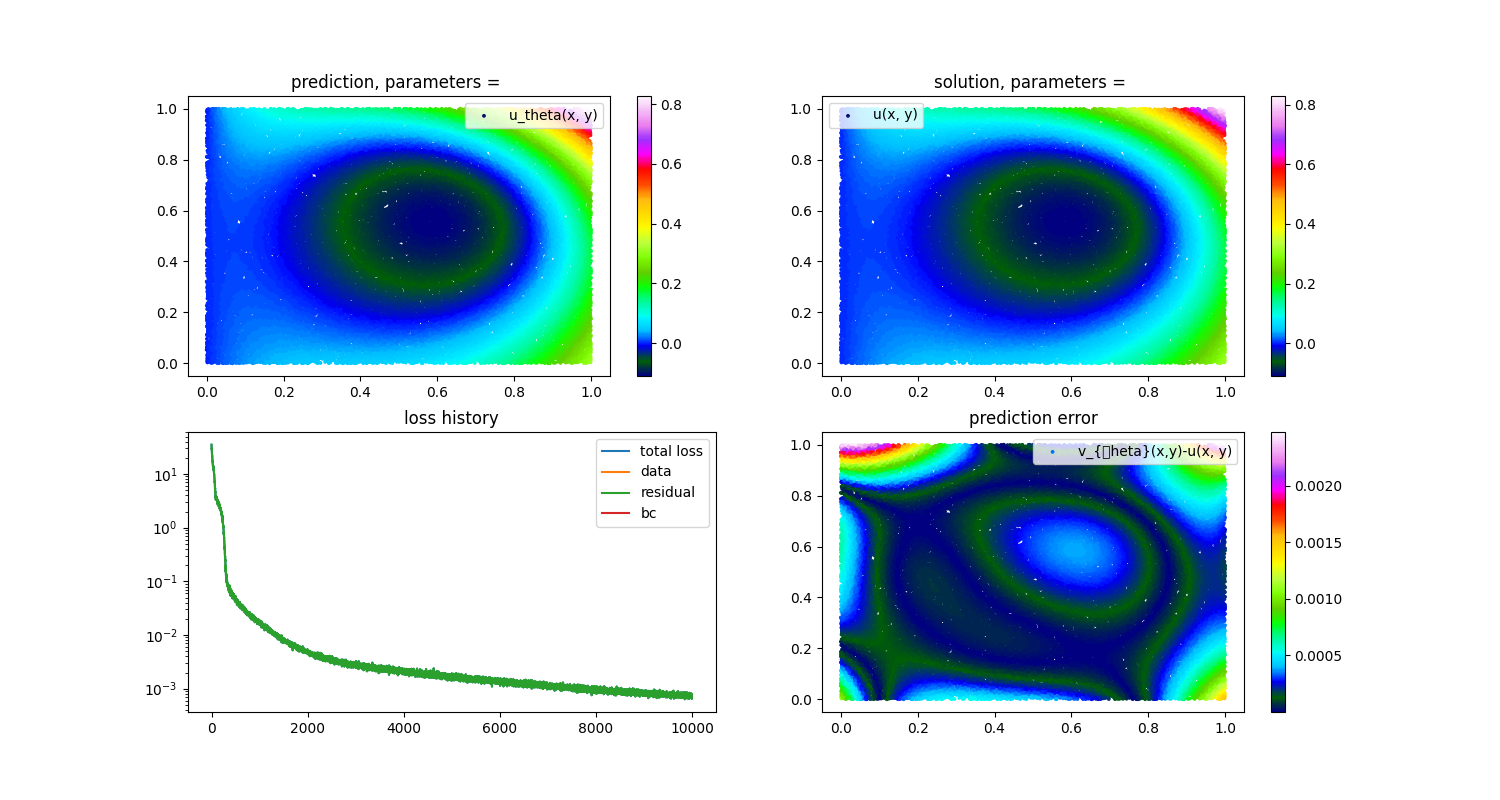 prediction, parameters =
u_theta(x, y)
1.0
0.8
0.6
0.4
0.2
0.0
0.0 0.2 0.4 0.6 0.8 1.0
0.8
0.6
0.4
0.2
0.0
solution, parameters =
u(x, y)
1.0
0.8
0.6
0.4
0.2
0.0
0.0 0.2 0.4 0.6 0.8 1.0
0.8
0.6
0.4
0.2
0.0
loss history
total loss
data
residual
bc
10¹
10⁰
10⁻¹
10⁻²
10⁻³
0 2000 4000 6000 8000 10000
prediction error
v_{▯heta}(x,y)-u(x, y)
1.0
0.8
0.6
0.4
0.2
0.0
0.0 0.2 0.4 0.6 0.8 1.0
0.0020
0.0015
0.0010
0.0005